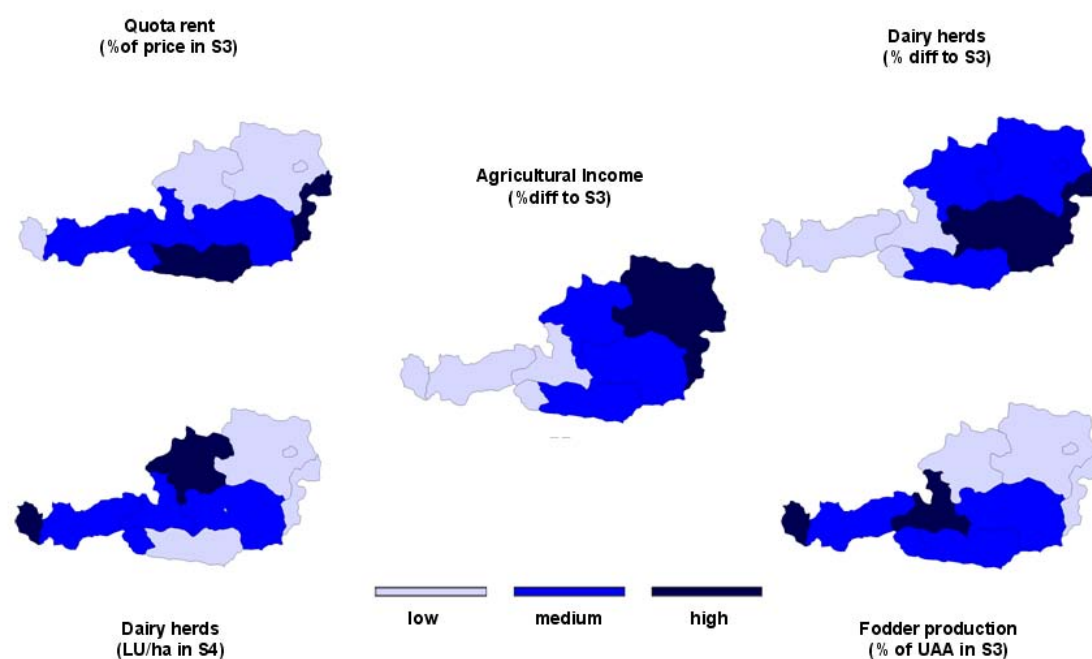 Quota rent
(%of price in S3)
Dairy herds
(% diff to S3)
Agricultural Income
(%diff to S3)
low
medium
high
Dairy herds
(LU/ha in S4)
Fodder production
(% of UAA in S3)